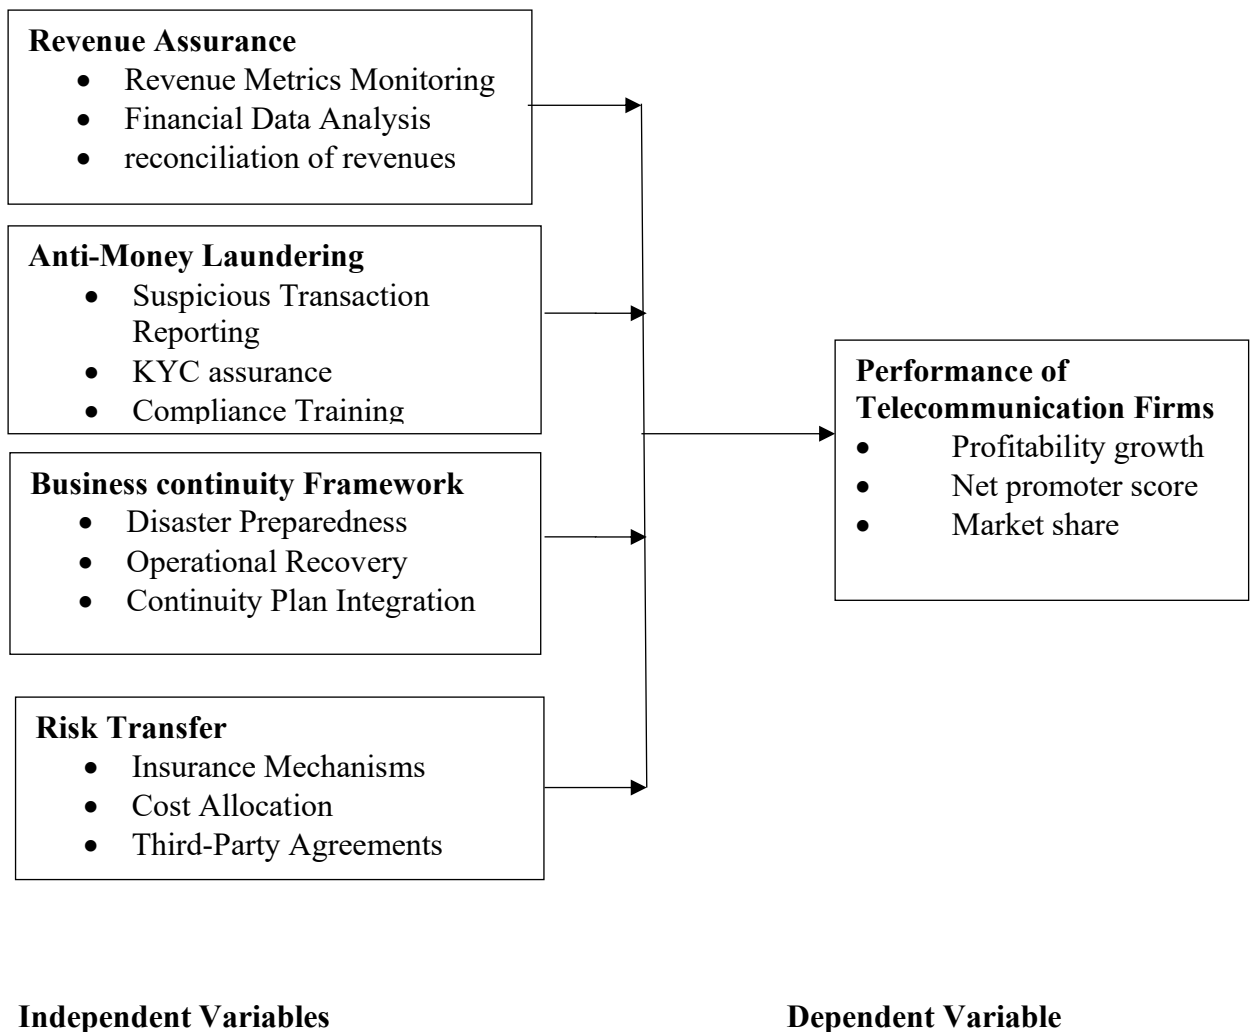 Revenue Assurance
• Revenue Metrics Monitoring
• Financial Data Analysis
• reconciliation of revenues
Anti-Money Laundering
• Suspicious Transaction
Reporting
• KYC assurance
• Compliance Training
Business continuity Framework
• Disaster Preparedness
• Operational Recovery
• Continuity Plan Integration
Risk Transfer
• Insurance Mechanisms
• Cost Allocation
• Third-Party Agreements
Performance of
Telecommunication Firms
• Profitability growth
• Net promoter score
• Market share
Independent Variables
Dependent Variable